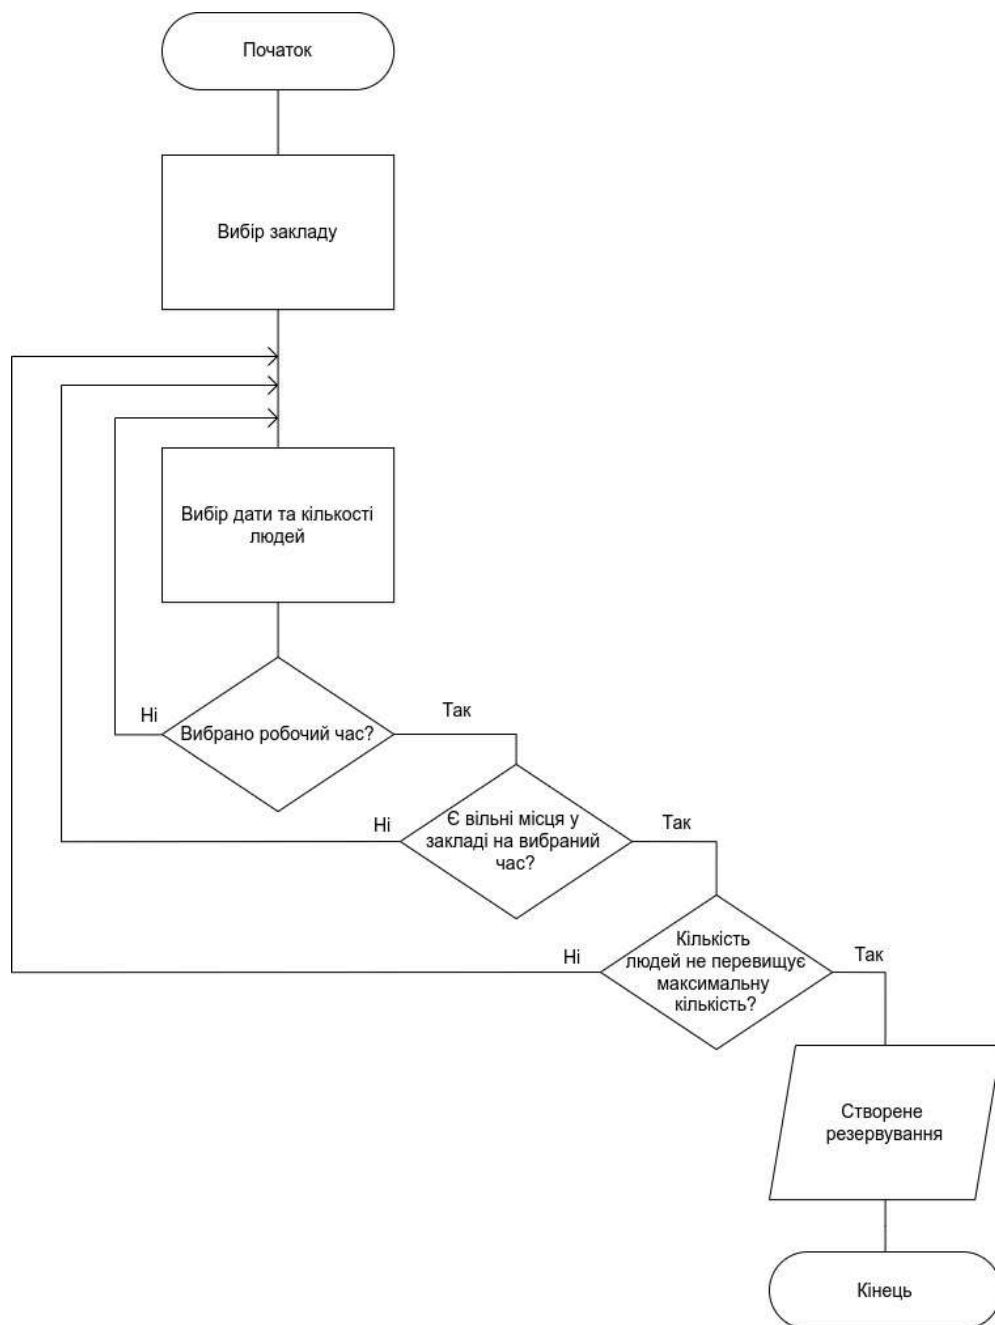 Початок
Вибір закладу
Вибір дати та кількості
людей
Ні
Вибрано робочий час?
Так
Ні
Є вільні місця у
закладі на вибраний
час?
Так
Ні
Кількість
людей не перевищує
максимальну
кількість?
Так
Створене
резервування
Кінець